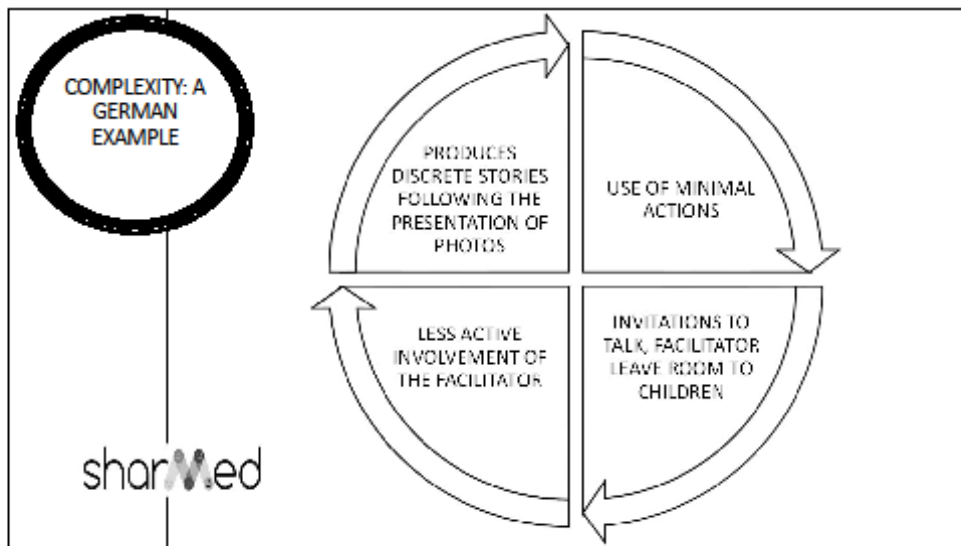 COMPLEXITY: A
GERMAN
EXAMPLE
PRODUCES
DISCRETE STORIES
FOLLOWING THE
PRESENTATION OF
PHOTOS
USE OF MINIMAL
ACTIONS
LESS ACTIVE
INVOLVEMENT OF
THE FACILITATOR
INVITATIONS TO
TALK, FACILITATOR
LEAVE ROOM TO
CHILDREN
sharMed